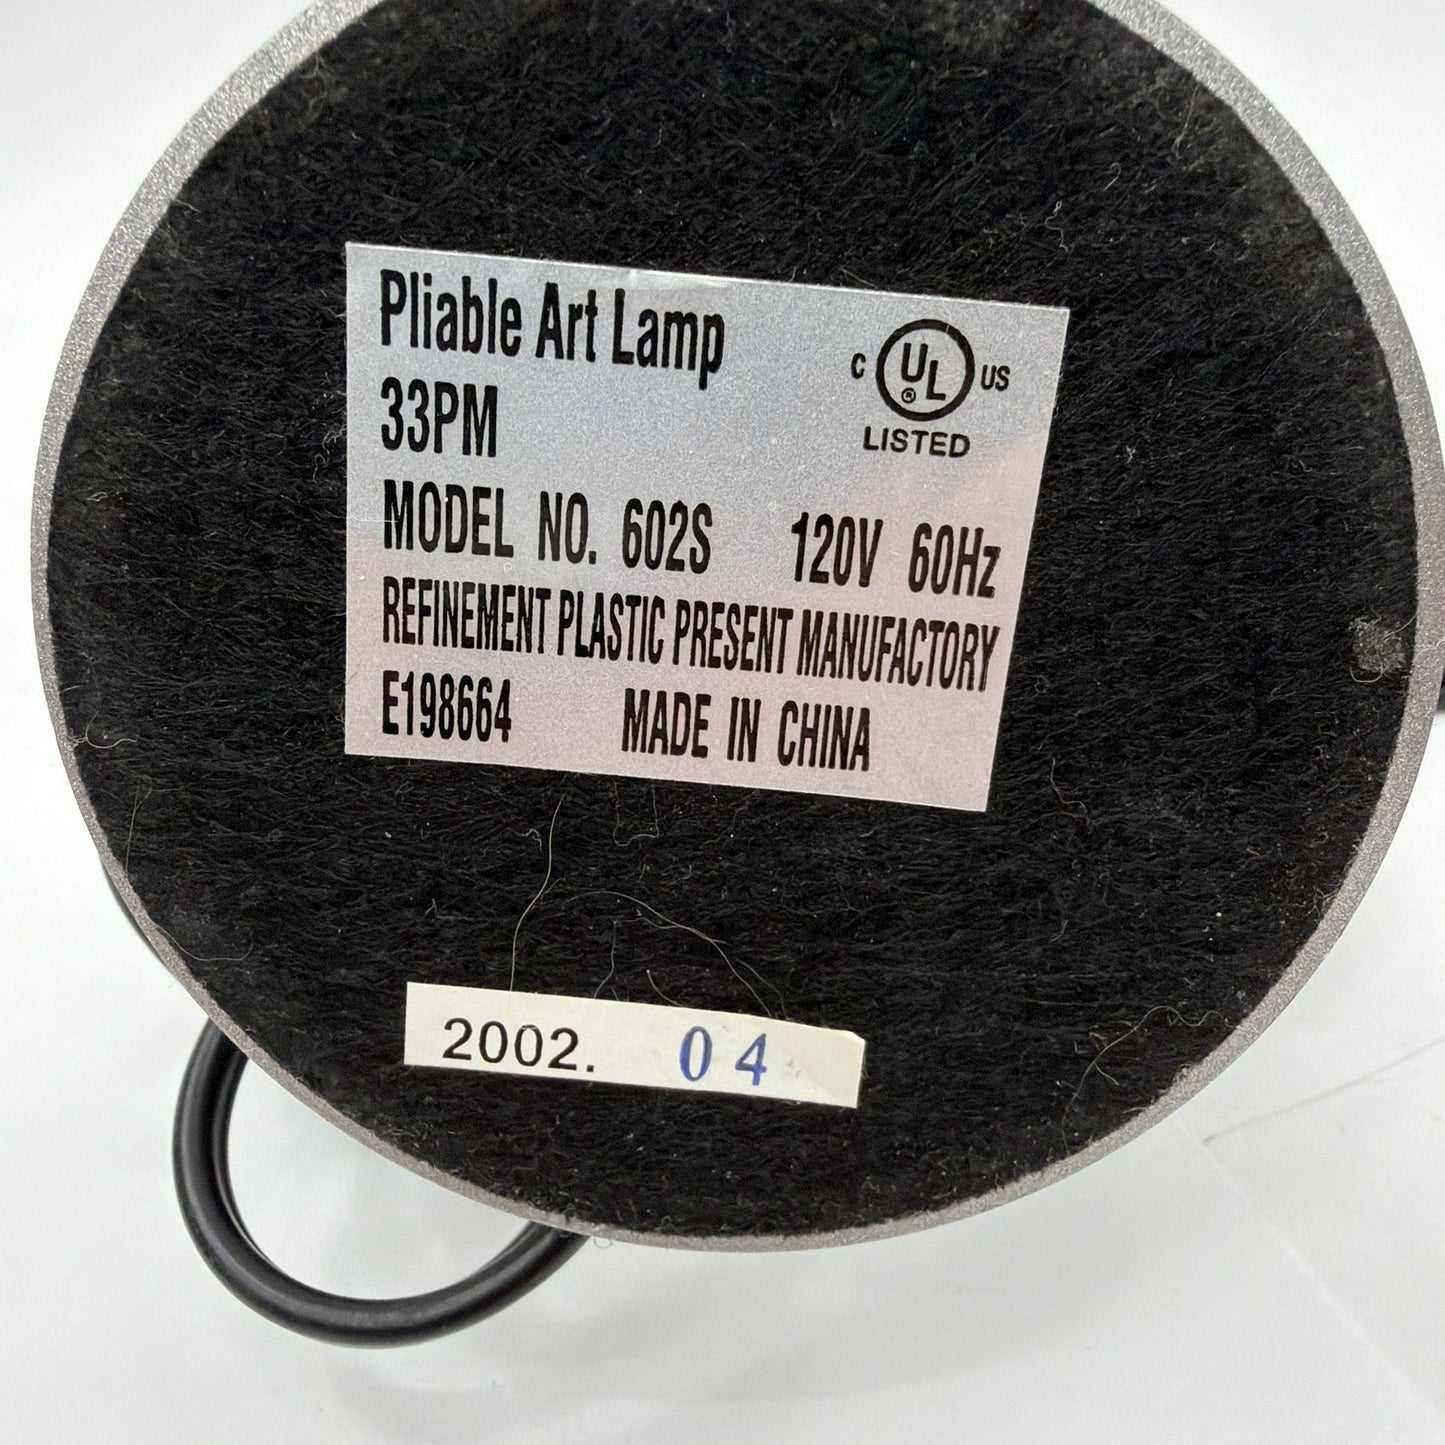 Pliable Art Lamp
33PM
C UL ® US
LISTED
MODEL NO. 602S 120V 60Hz
REFINEMENT PLASTIC PRESENT MANUFACTORY
E198664 MADE IN CHINA
2002. 04